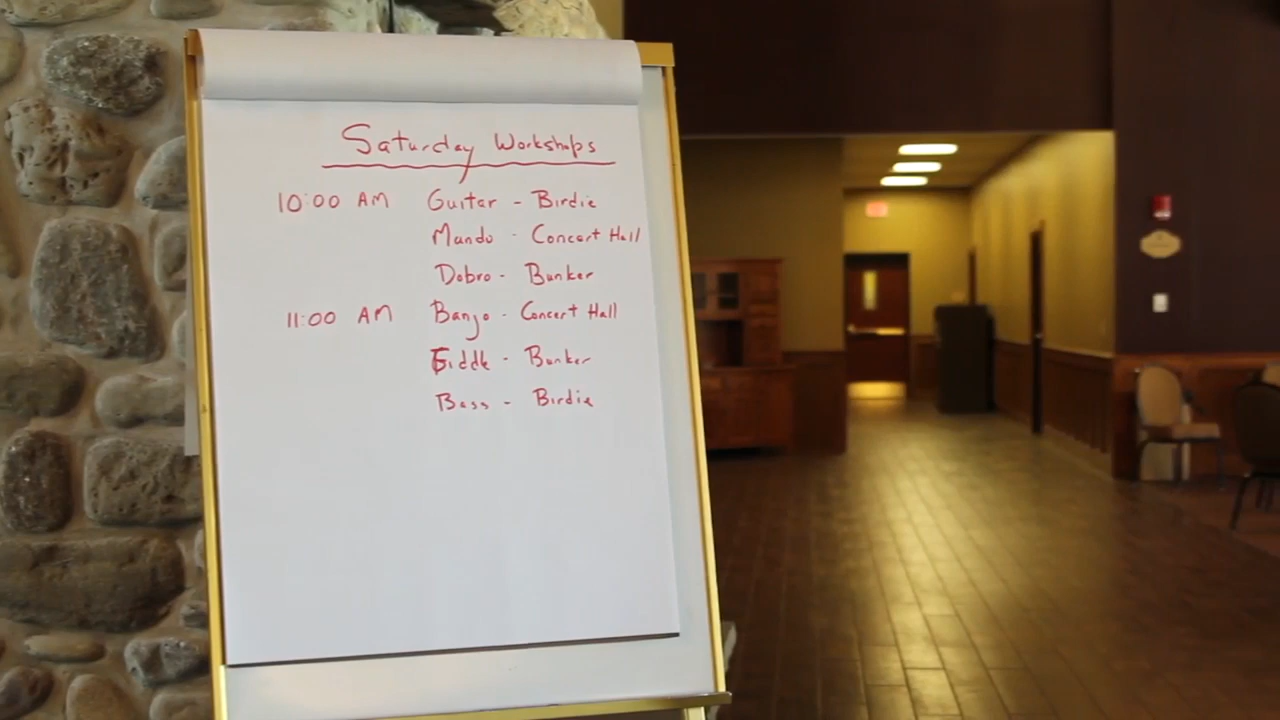 Saturday Workshops
10:00 AM Guitar - Birdie
Mando - Concert Hall
Dobro - Bunker
11:00 AM Banjo - Concert Hall
Fiddle - Bunker
Bass - Birdie